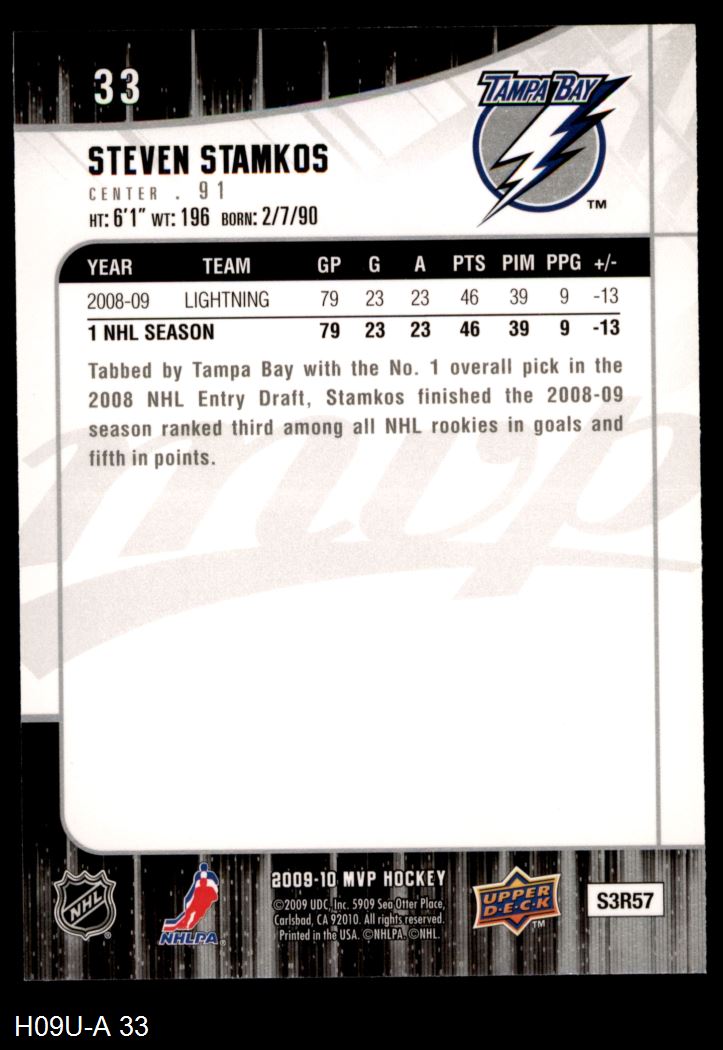 33
TAMPA BAY
TM
STEVEN STAMKOS
CENTER . 91
HT: 6'1" WT: 196 BORN: 2/7/90
YEAR TEAM GP G A PTS PIM PPG +/-
2008-09 LIGHTNING 79 23 23 46 39 9 -13
1 NHL SEASON 79 23 23 46 39 9 -13
Tabbed by Tampa Bay with the No. 1 overall pick in the
2008 NHL Entry Draft, Stamkos finished the 2008-09
season ranked third among all NHL rookies in goals and
fifth in points.
mvp
NHL
®
NHLPA®
2009-10 MVP HOCKEY
©2009 UDC, Inc. 5909 Sea Otter Place,
Carlsbad, CA 92010. All rights reserved.
Printed in the USA. ©NHLPA. ©NHL.
UPPER
D·E·C·K
TM
S3R57
H09U-A 33